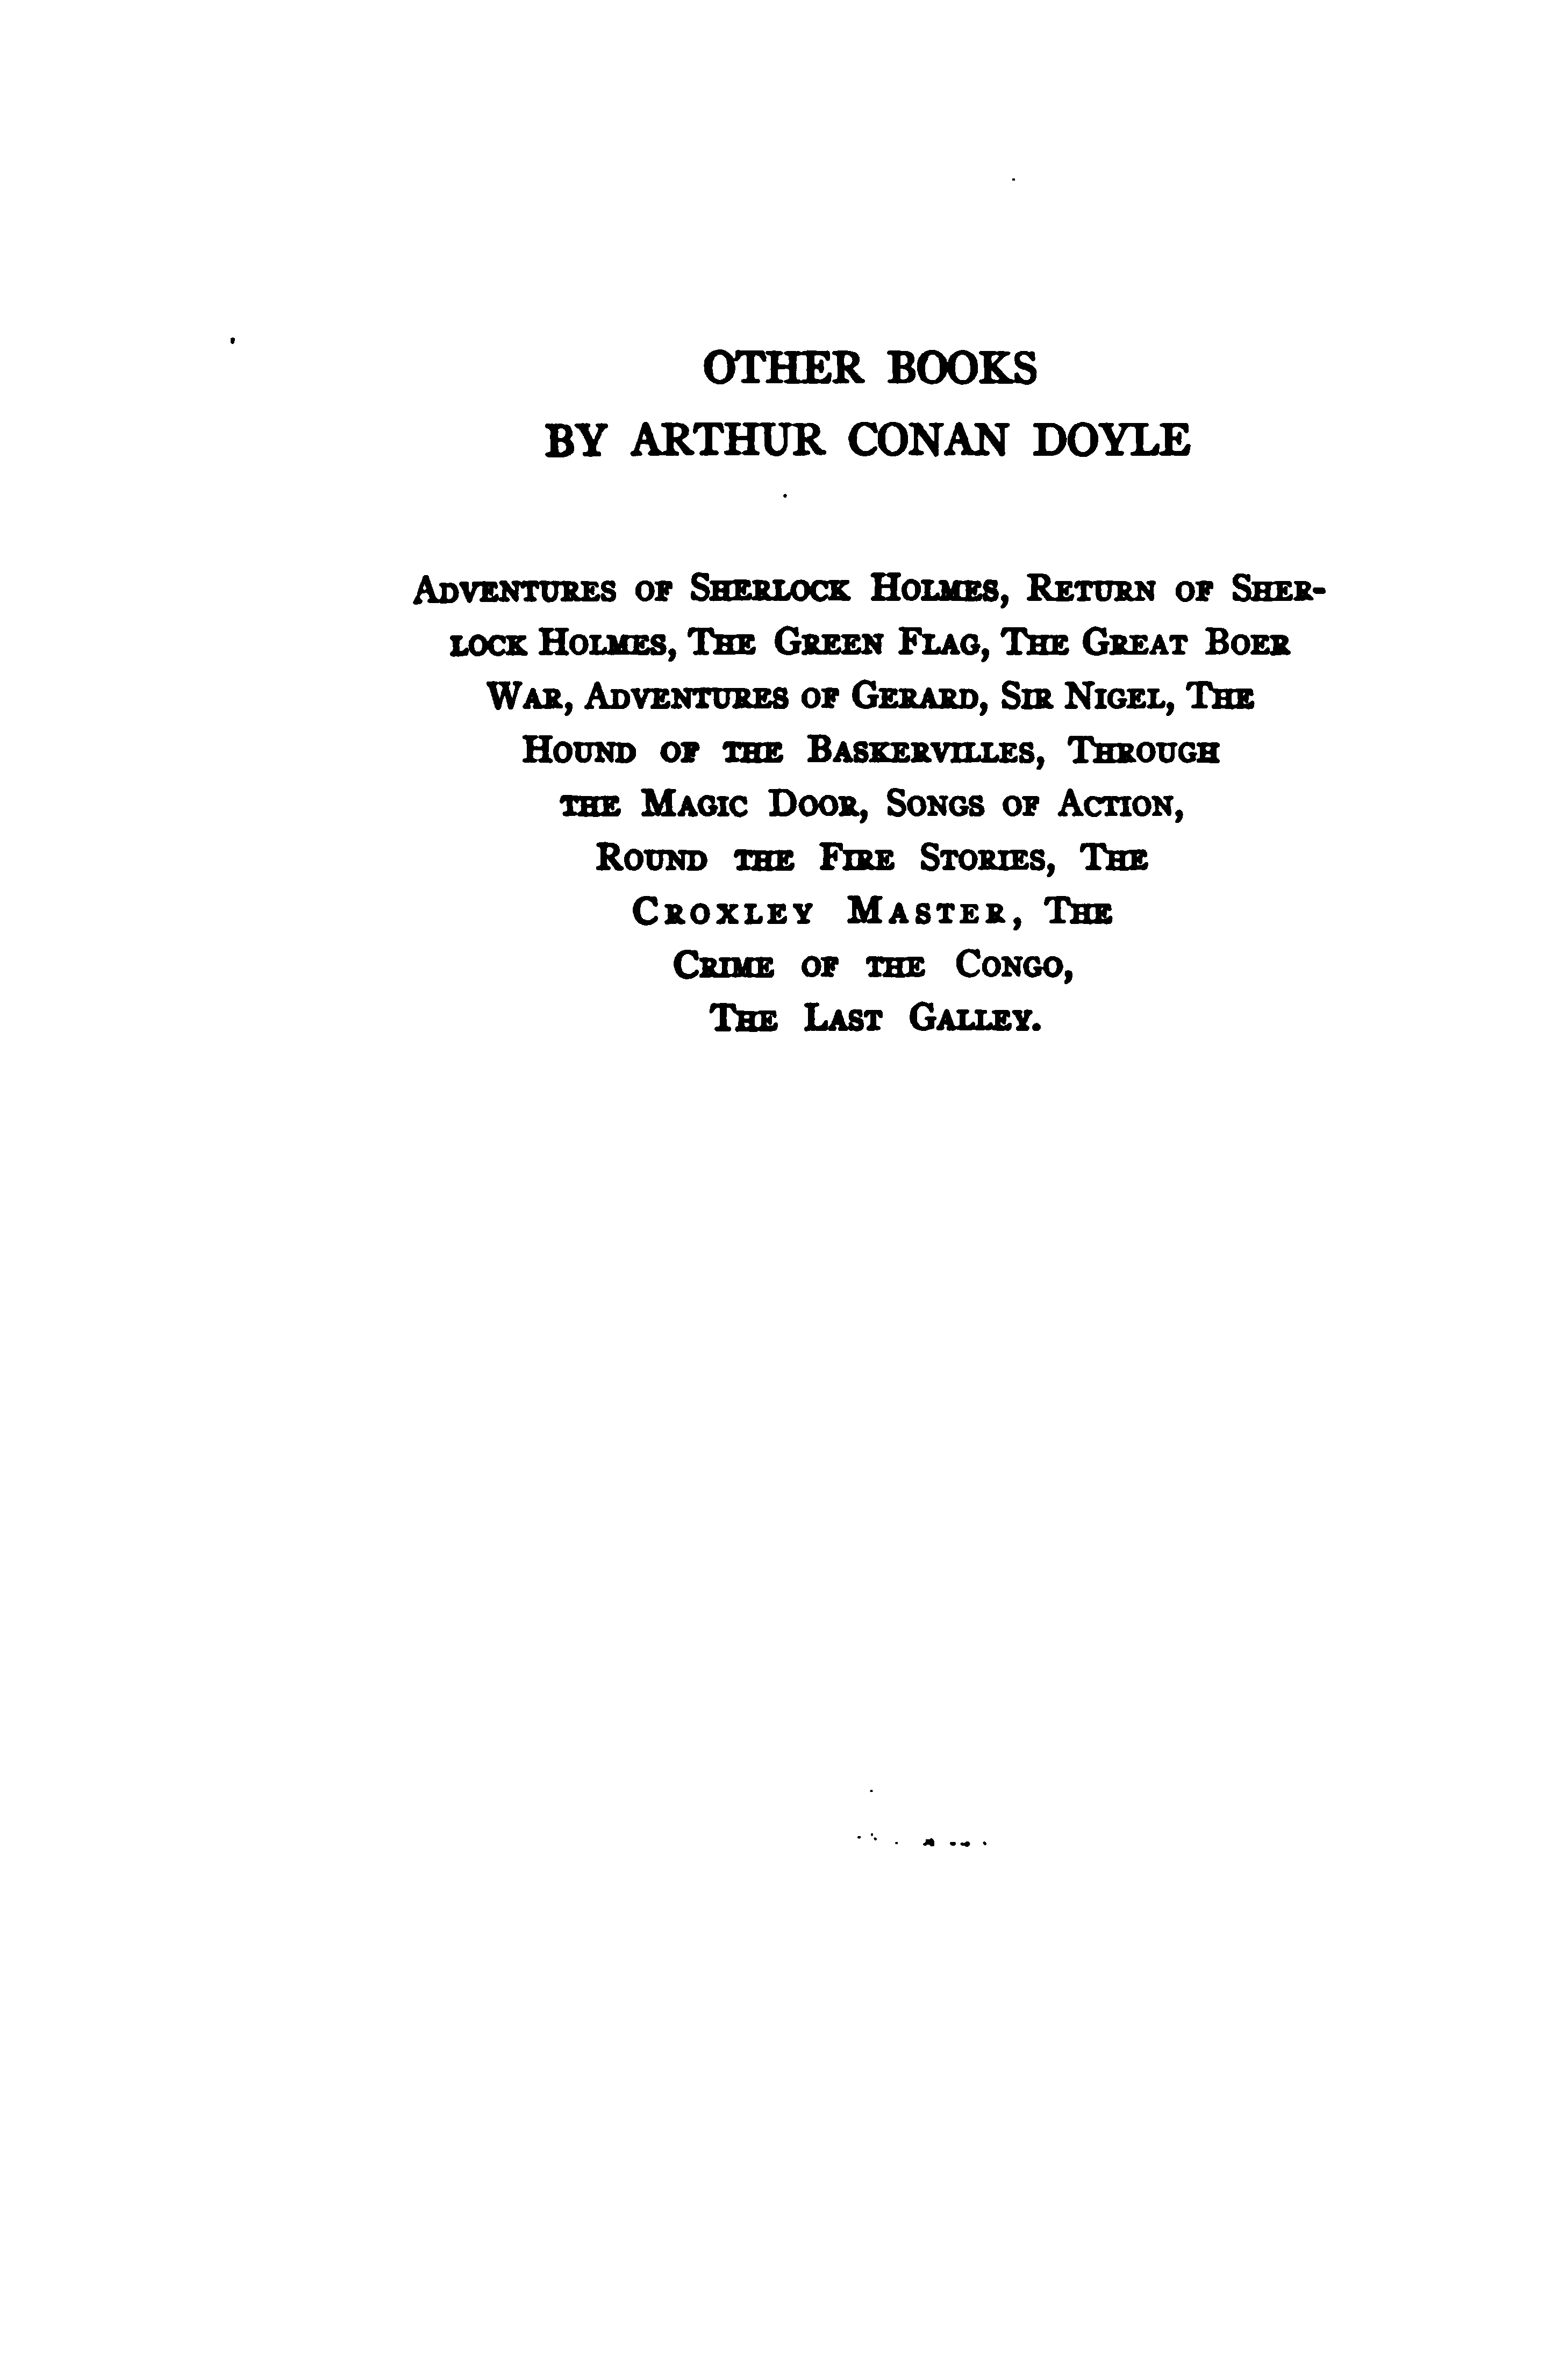 OTHER BOOKS
BY ARTHUR CONAN DOYLE
Adventures of Sherlock Holmes, Return of Sher-
lock Holmes, The Green Flag, The Great Boer
War, Adventures of Gerard, Sir Nigel, The
Hound of the Baskervilles, Through
the Magic Door, Songs of Action,
Round the Fire Stories, The
Croxley Master, The
Crime of the Congo,
The Last Galley.